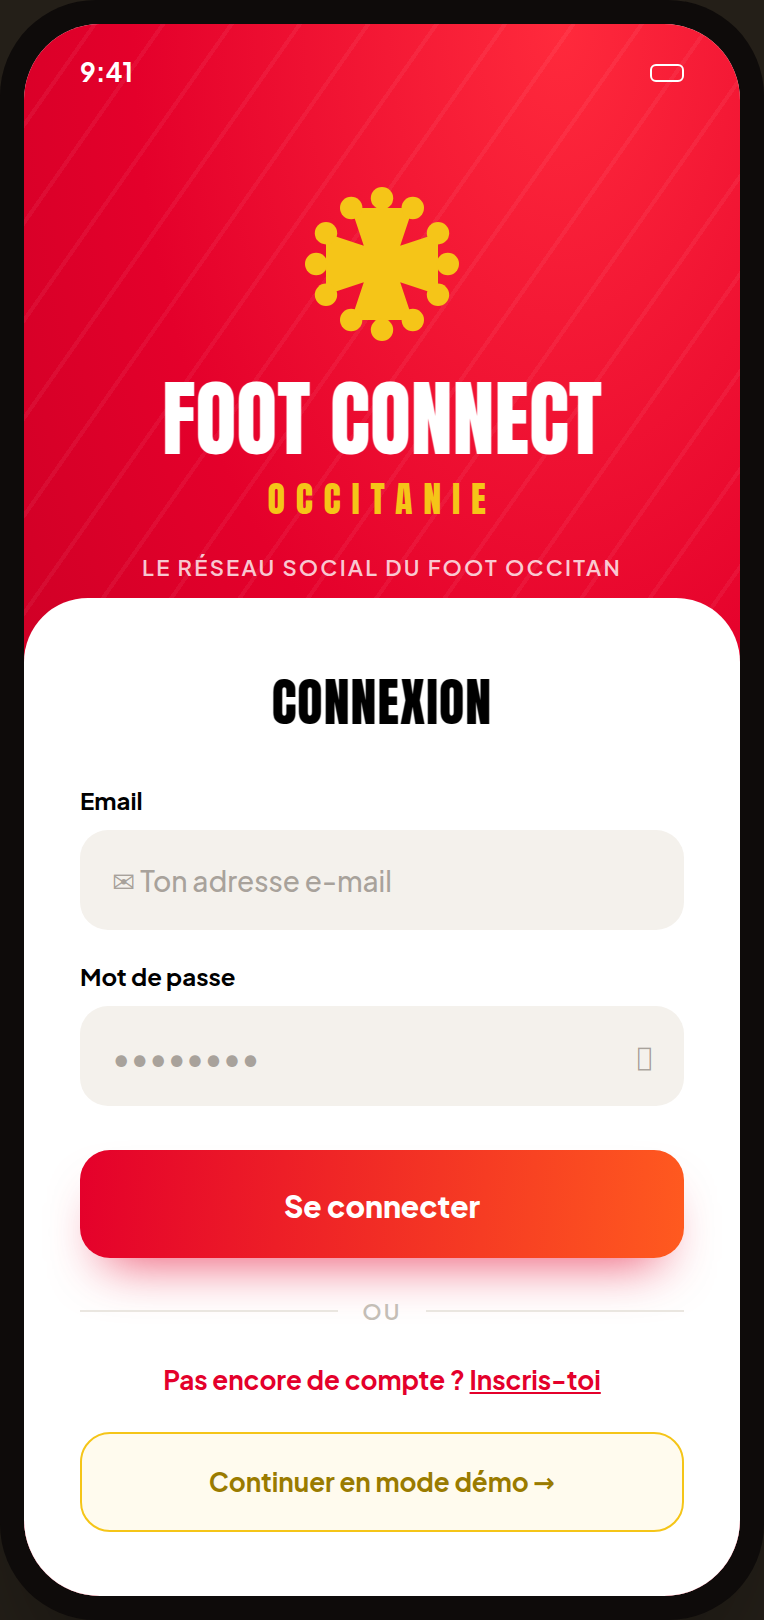 9:41
FOOT CONNECT
OCCITANIE
LE RÉSEAU SOCIAL DU FOOT OCCITAN
CONNEXION
Email
✉ Ton adresse e-mail
Mot de passe
●●●●●●●●
Se connecter
OU
Pas encore de compte ? Inscris-toi
Continuer en mode démo →